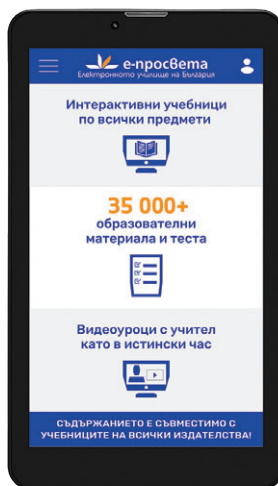 е-просвета
Електронното училище на България
Интерактивни учебници
по всички предмети
35 000+
образователни
материала и теста
Видеоуроци с учител
като в истински час
СЪДЪРЖАНИЕТО Е СЪВМЕСТИМО С
УЧЕБНИЦИТЕ НА ВСИЧКИ ИЗДАТЕЛСТВА!